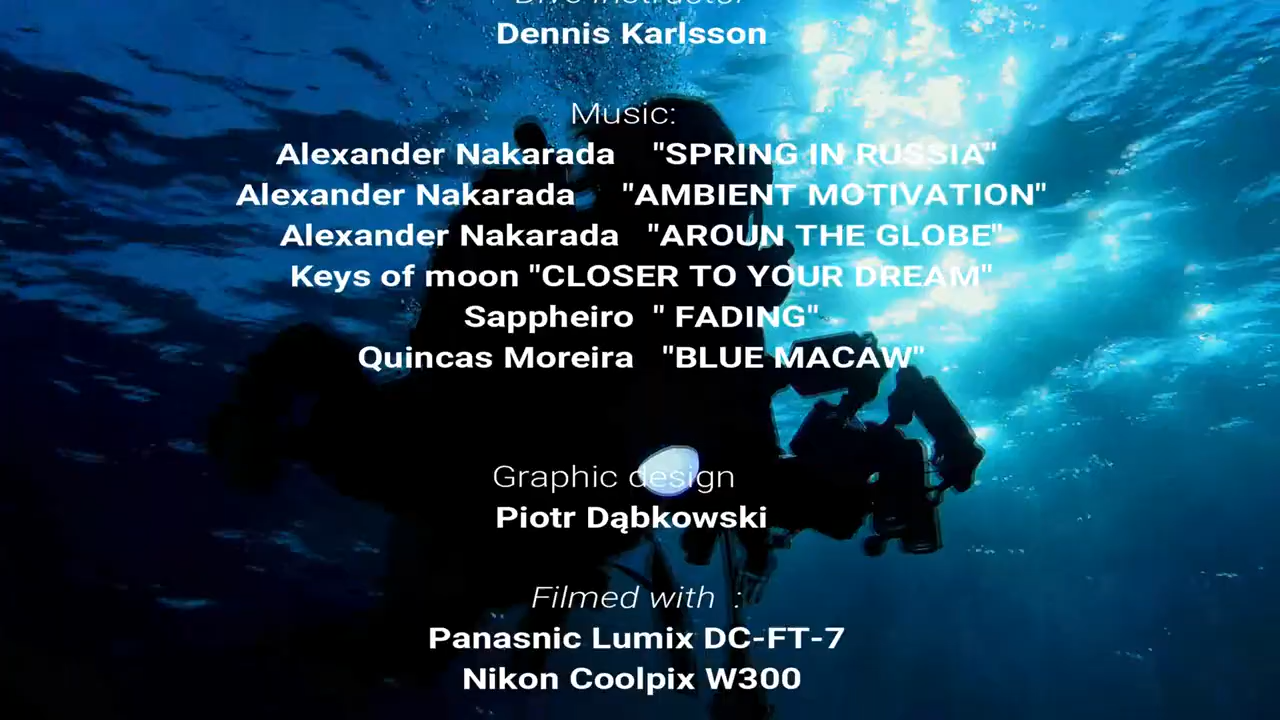 Dive Instructor
Dennis Karlsson
Music:
Alexander Nakarada "SPRING IN RUSSIA"
Alexander Nakarada "AMBIENT MOTIVATION"
Alexander Nakarada "AROUN THE GLOBE"
Keys of moon "CLOSER TO YOUR DREAM"
Sappheiro " FADING"
Quincas Moreira "BLUE MACAW"
Graphic design
Piotr Dąbkowski
Filmed with :
Panasnic Lumix DC-FT-7
Nikon Coolpix W300